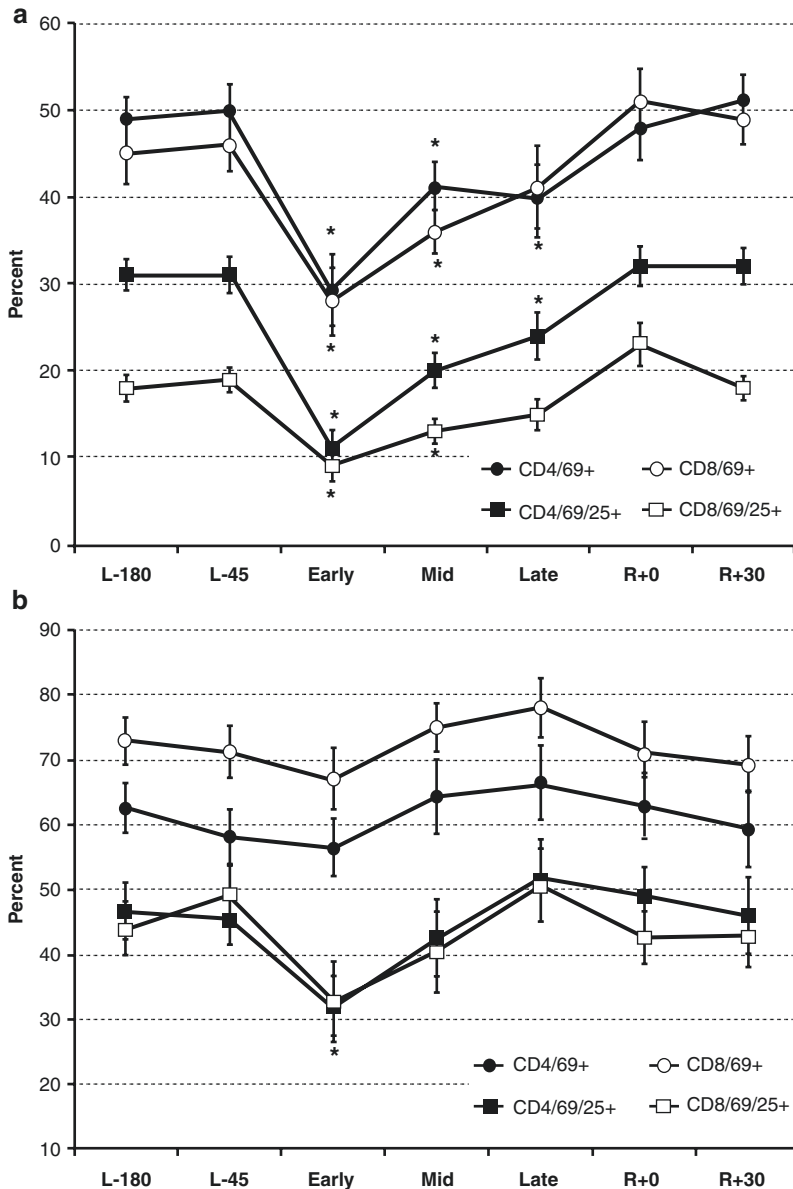 a
60
50
40
30
20
10
0
Percent
*
*
*
*
*
*
*
*
*
*
CD4/69+ CD8/69+
CD4/69/25+ CD8/69/25+
L-180 L-45 Early Mid Late R+0 R+30
b
90
80
70
60
50
40
30
20
10
Percent
*
CD4/69+ CD8/69+
CD4/69/25+ CD8/69/25+
L-180 L-45 Early Mid Late R+0 R+30